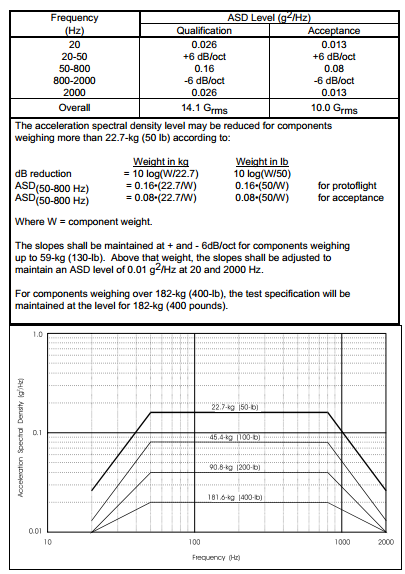 Frequency ASD Level (g2/Hz)
(Hz) Qualification Acceptance
20 0.026 0.013
20-50 +6 dB/oct +6 dB/oct
50-800 0.16 0.08
800-2000 -6 dB/oct -6 dB/oct
2000 0.026 0.013
Overall 14.1 Grms 10.0 Grms
The acceleration spectral density level may be reduced for components
weighing more than 22.7-kg (50 lb) according to:
Weight in kg Weight in lb
dB reduction = 10 log(W/22.7) 10 log(W/50)
ASD(50-800 Hz) = 0.16•(22.7/W) 0.16•(50/W) for protoflight
ASD(50-800 Hz) = 0.08•(22.7/W) 0.08•(50/W) for acceptance
Where W = component weight.
The slopes shall be maintained at + and - 6dB/oct for components weighing
up to 59-kg (130-lb). Above that weight, the slopes shall be adjusted to
maintain an ASD level of 0.01 g2/Hz at 20 and 2000 Hz.
For components weighing over 182-kg (400-lb), the test specification will be
maintained at the level for 182-kg (400 pounds).
1.0
22.7-kg (50-lb)
0.1
45.4-kg (100-lb)
90.8-kg (200-lb)
181.6-kg (400-lb)
0.01
10 100 1000 2000
Acceleration Spectral Density (g2/Hz)
Frequency (Hz)